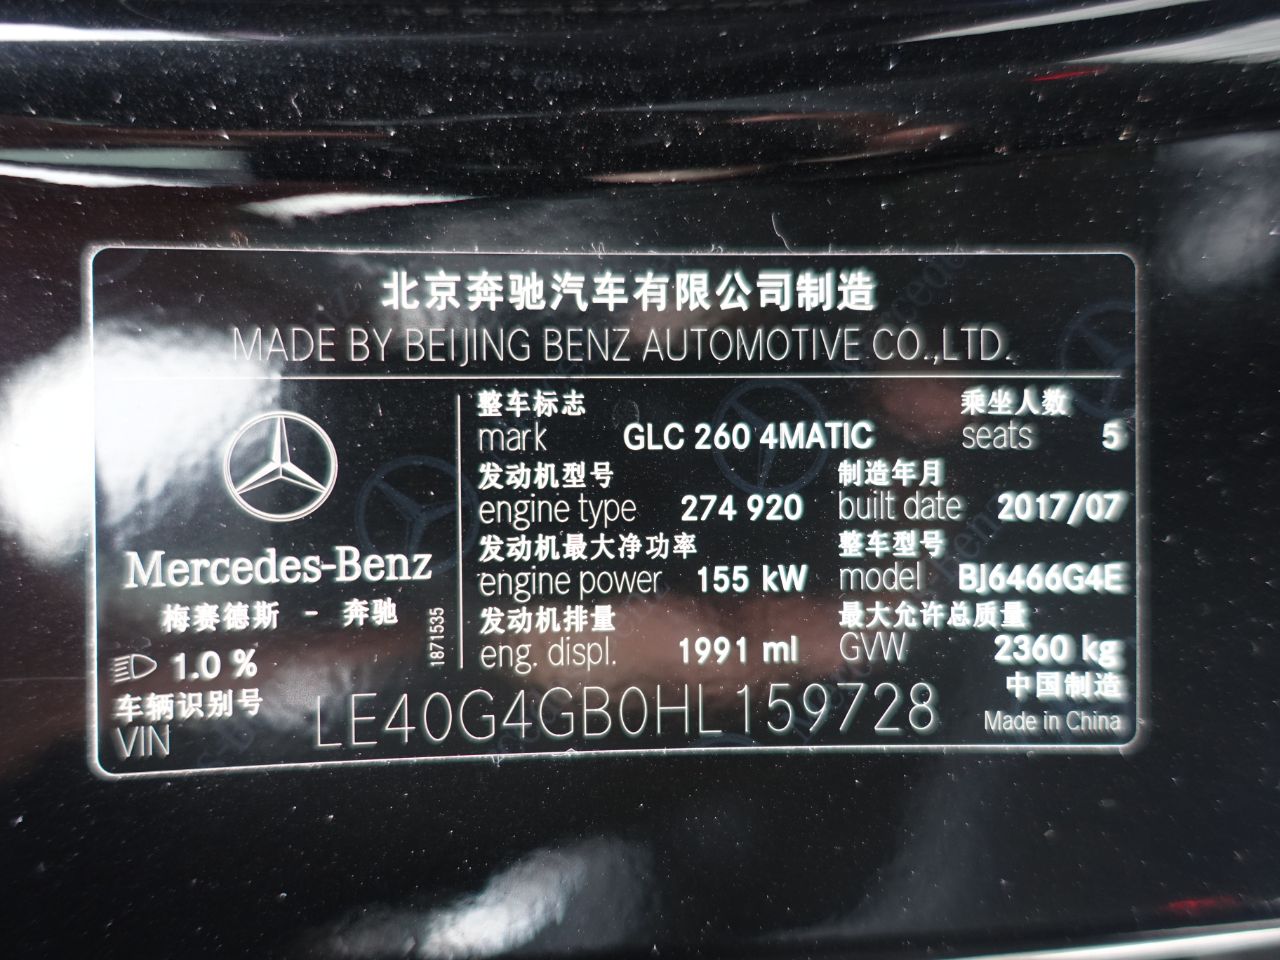 北京奔驰汽车有限公司制造
MADE BY BEIJING BENZ AUTOMOTIVE CO.,LTD.
整车标志 乘坐人数
mark GLC 260 4MATIC seats 5
发动机型号 制造年月
engine type 274 920 built date 2017/07
发动机最大净功率 整车型号
engine power 155 kW model BJ6466G4E
发动机排量 最大允许总质量
eng. displ. 1991 ml GVW 2360 kg
Mercedes-Benz
梅赛德斯 - 奔驰
1871535
1.0 %
车辆识别号
VIN LE40G4GB0HL159728
中国制造
Made in China